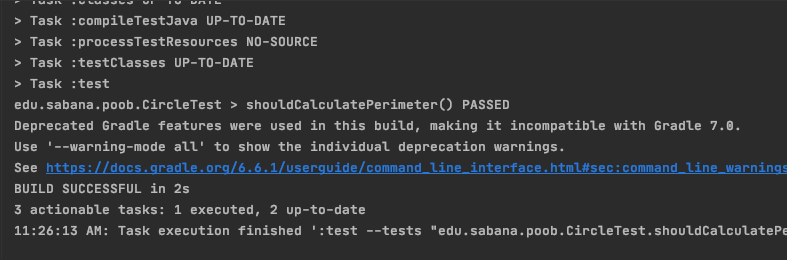 > Task :classes UP-TO-DATE
> Task :compileTestJava UP-TO-DATE
> Task :processTestResources NO-SOURCE
> Task :testClasses UP-TO-DATE
> Task :test
edu.sabana.poob.CircleTest > shouldCalculatePerimeter() PASSED
Deprecated Gradle features were used in this build, making it incompatible with Gradle 7.0.
Use '--warning-mode all' to show the individual deprecation warnings.
See https://docs.gradle.org/6.6.1/userguide/command_line_interface.html#sec:command_line_warnings
BUILD SUCCESSFUL in 2s
3 actionable tasks: 1 executed, 2 up-to-date
11:26:13 AM: Task execution finished ':test --tests "edu.sabana.poob.CircleTest.shouldCalculatePe